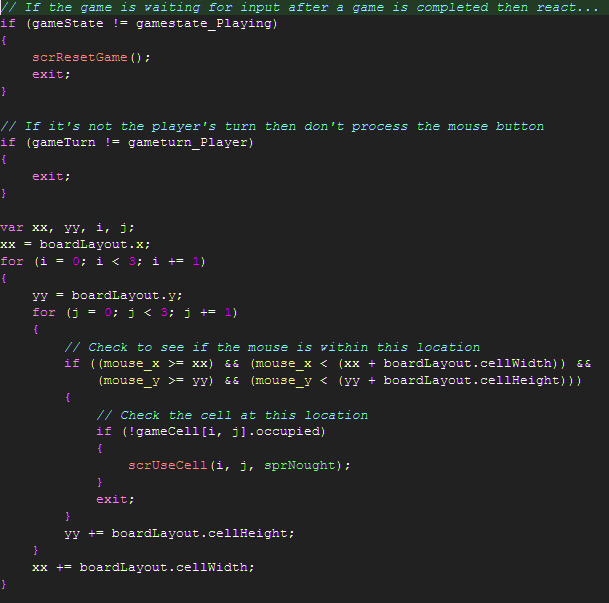 // If the game is waiting for input after a game is completed then react...
if (gameState != gamestate_Playing)
{
    scrResetGame();
    exit;
}

// If it's not the player's turn then don't process the mouse button
if (gameTurn != gameturn_Player)
{
    exit;
}

var xx, yy, i, j;
xx = boardLayout.x;
for (i = 0; i < 3; i += 1)
{
    yy = boardLayout.y;
    for (j = 0; j < 3; j += 1)
    {
        // Check to see if the mouse is within this location
        if ((mouse_x >= xx) && (mouse_x < (xx + boardLayout.cellWidth)) &&
            (mouse_y >= yy) && (mouse_y < (yy + boardLayout.cellHeight)))
        {
            // Check the cell at this location
            if (!gameCell[i, j].occupied)
            {
                scrUseCell(i, j, sprNought);
            }
            exit;
        }
        yy += boardLayout.cellHeight;
    }
    xx += boardLayout.cellWidth;
}